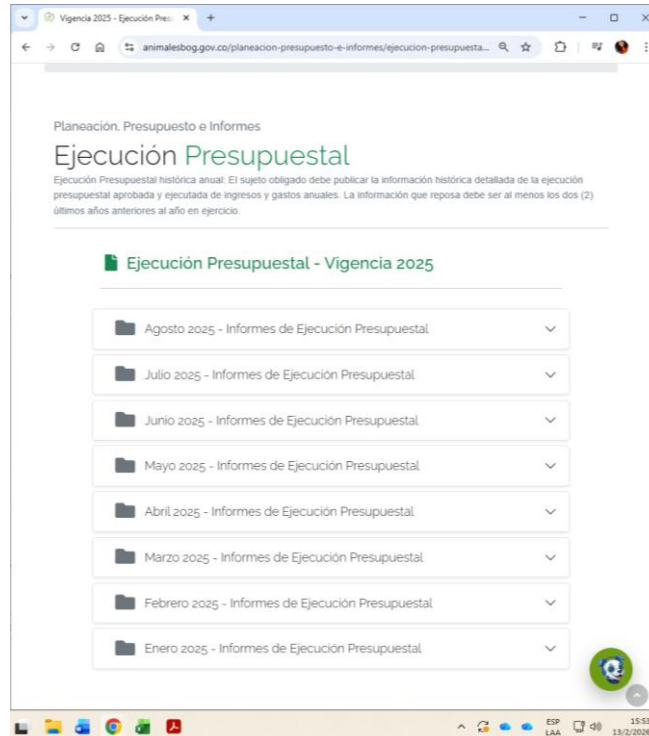 Vigencia 2025 - Ejecución Pres
animalesbog.gov.co/planeacion-presupuesto-e-informes/ejecucion-presupuesta...
Planeación, Presupuesto e Informes
Ejecución Presupuestal
Ejecución Presupuestal histórica anual: El sujeto obligado debe publicar la información histórica detallada de la ejecución
presupuestal aprobada y ejecutada de ingresos y gastos anuales. La información que reposa debe ser al menos los dos (2)
últimos años anteriores al año en ejercicio.
Ejecución Presupuestal - Vigencia 2025
Agosto 2025 - Informes de Ejecución Presupuestal
Julio 2025 - Informes de Ejecución Presupuestal
Junio 2025 - Informes de Ejecución Presupuestal
Mayo 2025 - Informes de Ejecución Presupuestal
Abril 2025 - Informes de Ejecución Presupuestal
Marzo 2025 - Informes de Ejecución Presupuestal
Febrero 2025 - Informes de Ejecución Presupuestal
Enero 2025 - Informes de Ejecución Presupuestal
ESP 15:53
LAA 13/2/2026